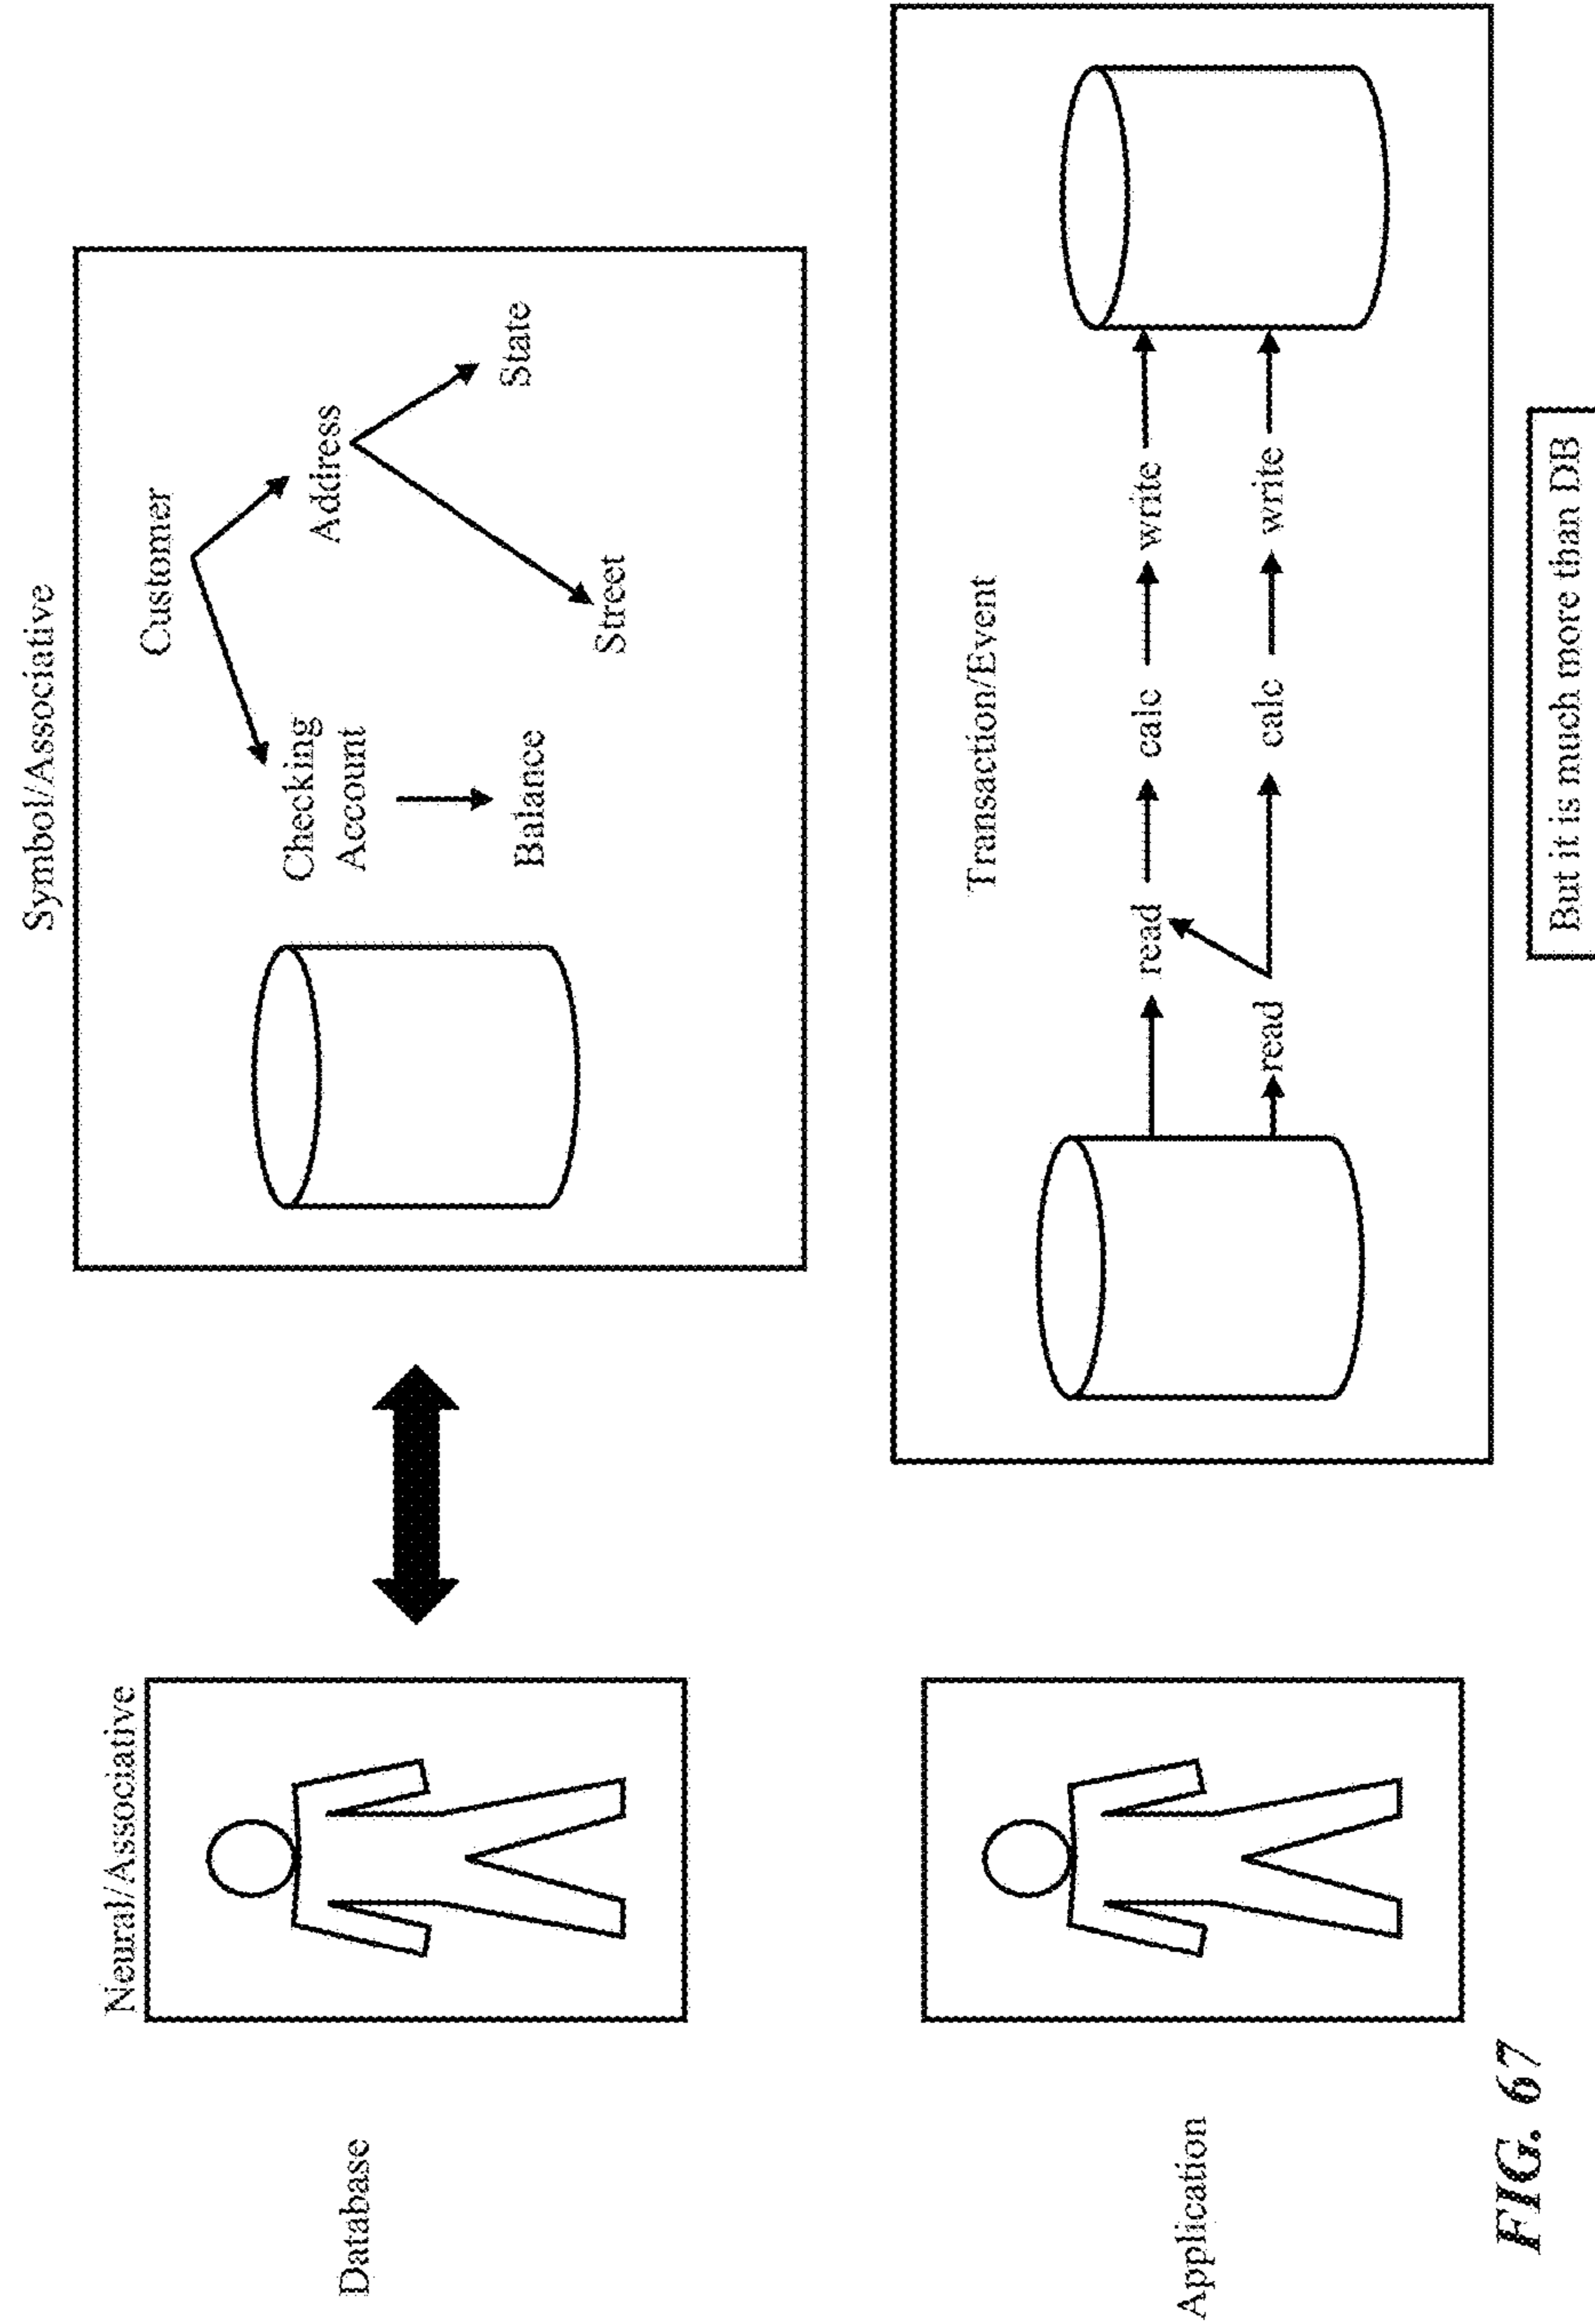 Symbol/Associative
Neural/Associative
Database
Customer
Checking
Account
Address
Balance
State
Street
Transaction/Event
Application
read calc write
read calc write
But it is much more than DB
FIG. 67